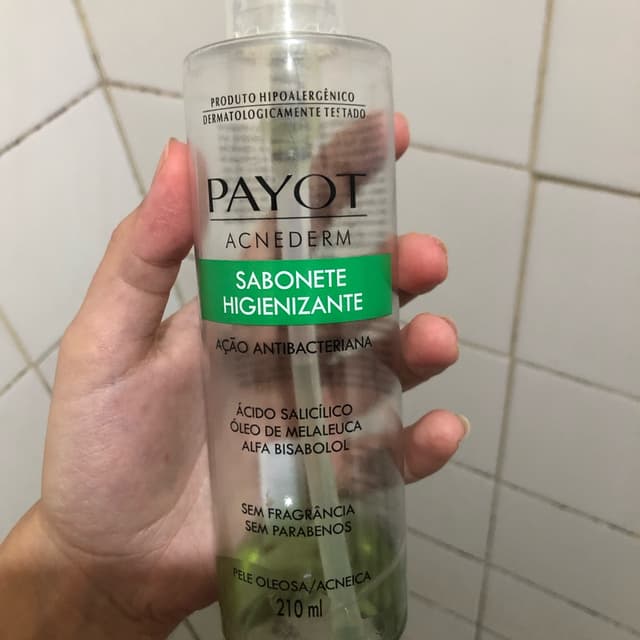 PRODUTO HIPOALERGÊNICO
DERMATOLOGICAMENTE TESTADO
PAYOT
ACNEDERM
SABONETE
HIGIENIZANTE
AÇÃO ANTIBACTERIANA
ÁCIDO SALICÍLICO
ÓLEO DE MELALEUCA
ALFA BISABOLOL
SEM FRAGRÂNCIA
SEM PARABENOS
PELE OLEOSA/ACNEICA
210 ml